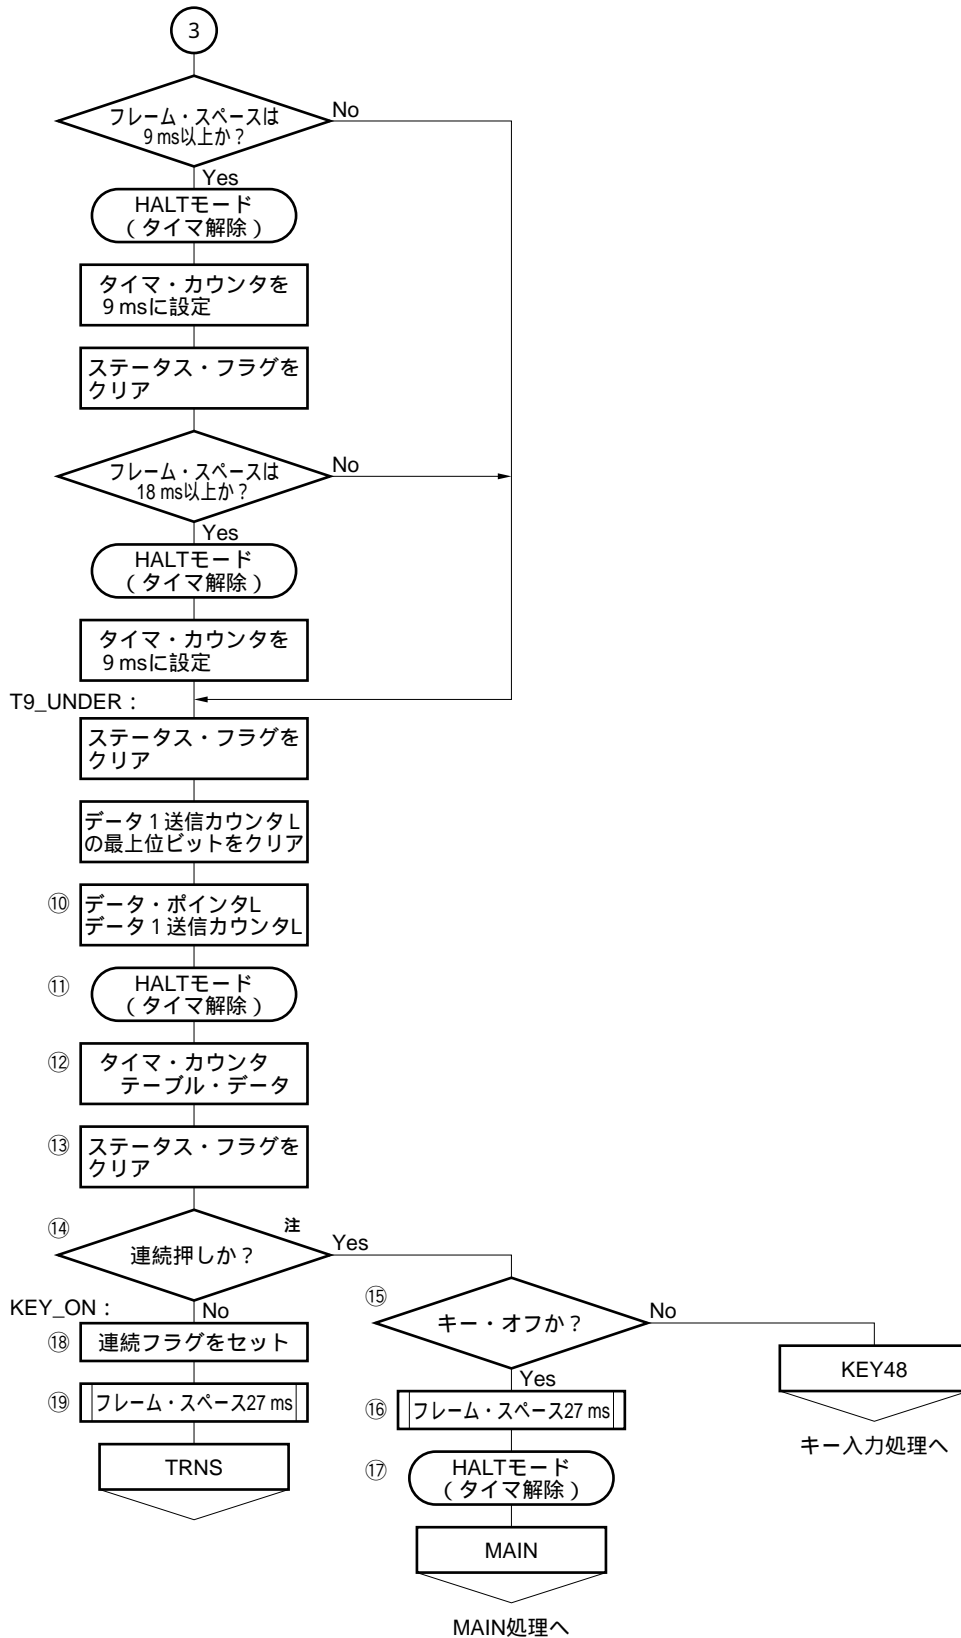 3
フレーム・スペースは
9 ms以上か？
No
Yes
HALTモード
（タイマ解除）
タイマ・カウンタを
9 msに設定
ステータス・フラグを
クリア
フレーム・スペースは
18 ms以上か？
No
Yes
HALTモード
（タイマ解除）
タイマ・カウンタを
9 msに設定
T9_UNDER：
ステータス・フラグを
クリア
データ１送信カウンタL
の最上位ビットをクリア
⑩
データ・ポインタL
データ１送信カウンタL
⑪
HALTモード
（タイマ解除）
⑫
タイマ・カウンタ
テーブル・データ
⑬
ステータス・フラグを
クリア
⑭
注
連続押しか？
Yes
KEY_ON：
No
⑱
連続フラグをセット
⑲
フレーム・スペース27 ms
TRNS
⑮
キー・オフか？
No
Yes
⑯
フレーム・スペース27 ms
⑰
HALTモード
（タイマ解除）
MAIN
MAIN処理へ
KEY48
キー入力処理へ